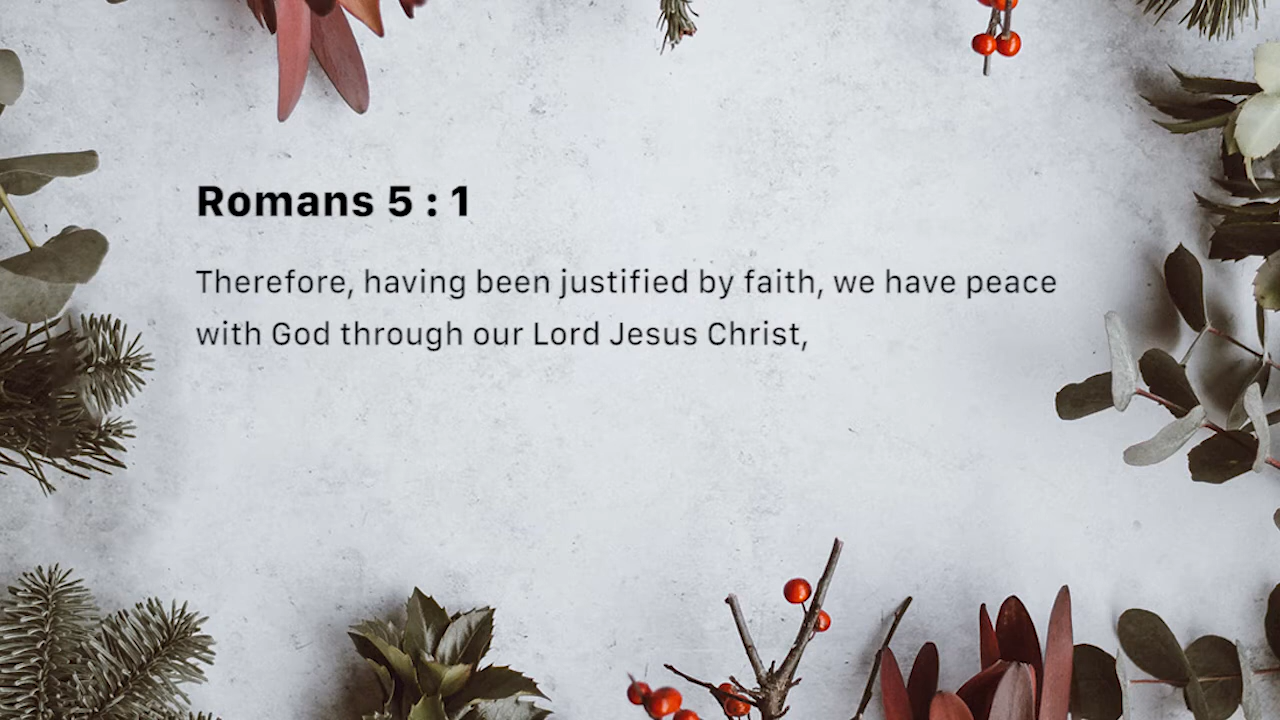 Romans 5 : 1
Therefore, having been justified by faith, we have peace
with God through our Lord Jesus Christ,